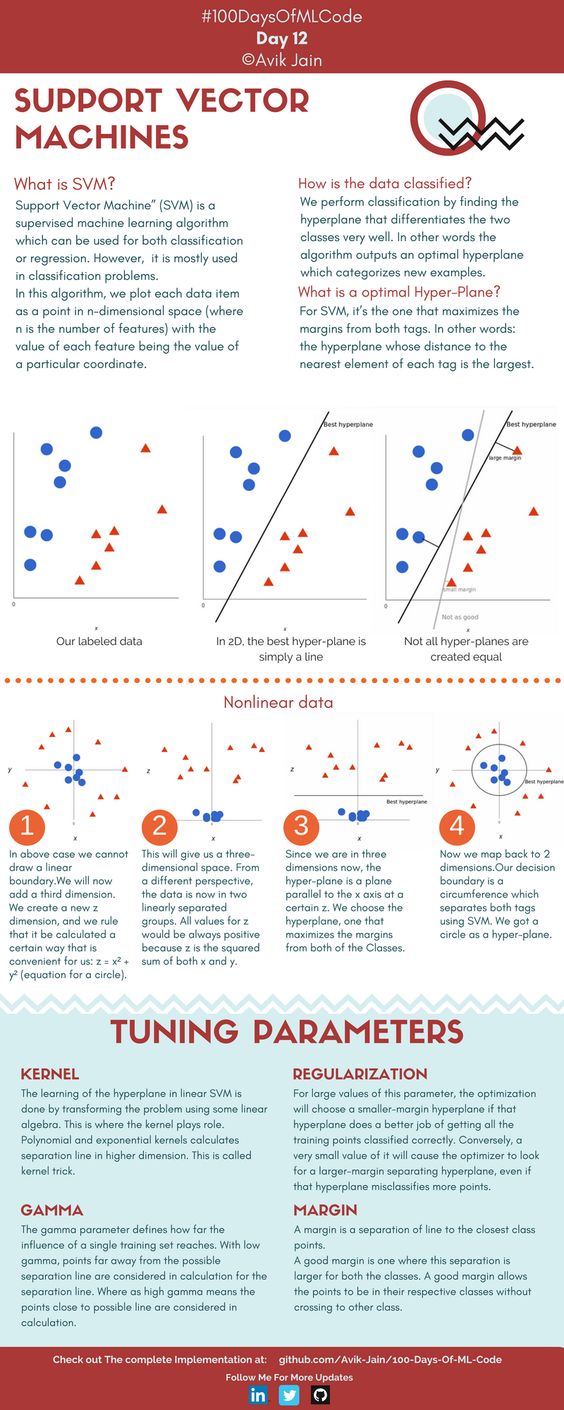 #100DaysOfMLCode
Day 12
©Avik Jain
SUPPORT VECTOR
MACHINES
What is SVM?
Support Vector Machine” (SVM) is a
supervised machine learning algorithm
which can be used for both classification
or regression. However,  it is mostly used
in classification problems.
In this algorithm, we plot each data item
as a point in n-dimensional space (where
n is the number of features) with the
value of each feature being the value of
a particular coordinate.
How is the data classified?
We perform classification by finding the
hyperplane that differentiates the two
classes very well. In other words the
algorithm outputs an optimal hyperplane
which categorizes new examples.
What is a optimal Hyper-Plane?
For SVM, it’s the one that maximizes the
margins from both tags. In other words:
the hyperplane whose distance to the
nearest element of each tag is the largest.
0
x
Our labeled data
Best hyperplane
0
x
In 2D, the best hyper-plane is
simply a line
Best hyperplane
large margin
small margin
Not as good
0
x
Not all hyper-planes are
created equal
Nonlinear data
y
x
1
In above case we cannot
draw a linear
boundary.We will now
add a third dimension.
We create a new z
dimension, and we rule
that it be calculated a
certain way that is
convenient for us: z = x² +
y² (equation for a circle).
z
x
2
This will give us a three-
dimensional space. From
a different perspective,
the data is now in two
linearly separated
groups. All values for z
would be always positive
because z is the squared
sum of both x and y.
z
Best hyperplane
x
3
Since we are in three
dimensions now, the
hyper-plane is a plane
parallel to the x axis at a
certain z. We choose the
hyperplane, one that
maximizes the margins
from both of the Classes.
y
Best hyperplane
x
4
Now we map back to 2
dimensions.Our decision
boundary is a
circumference which
separates both tags
using SVM. We got a
circle as a hyper-plane.
TUNING PARAMETERS
KERNEL
The learning of the hyperplane in linear SVM is
done by transforming the problem using some linear
algebra. This is where the kernel plays role.
Polynomial and exponential kernels calculates
separation line in higher dimension. This is called
kernel trick.
REGULARIZATION
For large values of this parameter, the optimization
will choose a smaller-margin hyperplane if that
hyperplane does a better job of getting all the
training points classified correctly. Conversely, a
very small value of it will cause the optimizer to look
for a larger-margin separating hyperplane, even if
that hyperplane misclassifies more points.
GAMMA
The gamma parameter defines how far the
influence of a single training set reaches. With low
gamma, points far away from the possible
separation line are considered in calculation for the
separation line. Where as high gamma means the
points close to possible line are considered in
calculation.
MARGIN
A margin is a separation of line to the closest class
points.
A good margin is one where this separation is
larger for both the classes. A good margin allows
the points to be in their respective classes without
crossing to other class.
Check out The complete Implementation at: github.com/Avik-Jain/100-Days-Of-ML-Code
Follow Me For More Updates
in